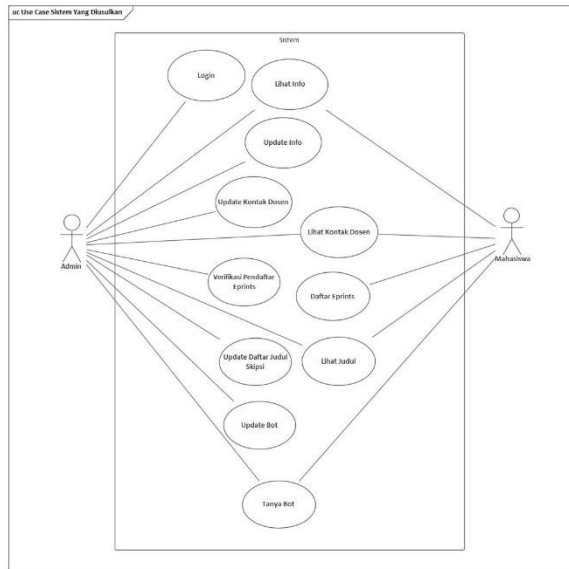 uc Use Case Sistem Yang Diusulkan
Sistem
Login
Lihat Info
Update Info
Update Kontak Dosen
Lihat Kontak Dosen
Admin
Mahasiswa
Verifikasi Pendaftar
Eprints
Daftar Eprints
Update Daftar Judul
Skipsi
Lihat Judul
Update Bot
Tanya Bot